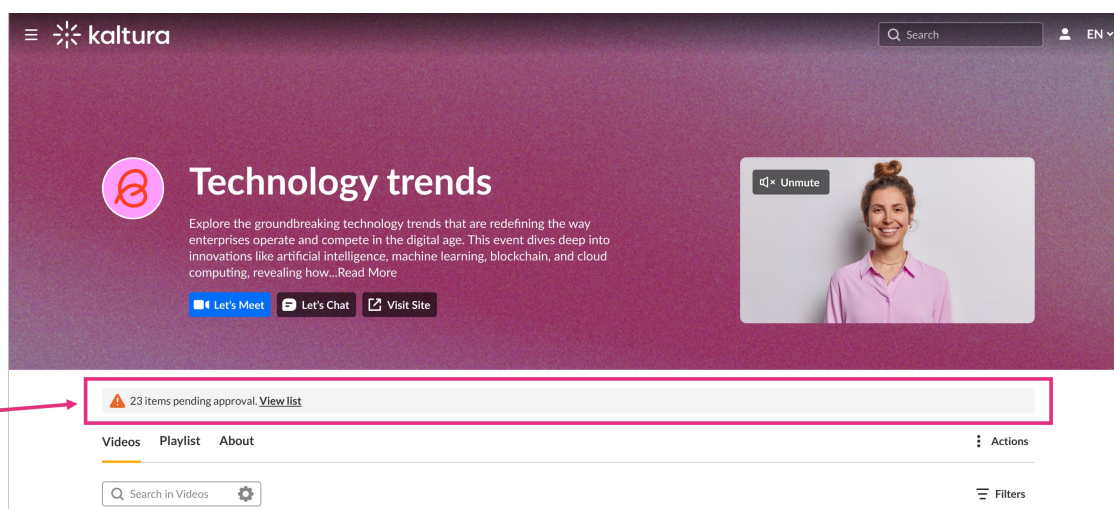 kaltura
Search
EN
Technology trends
Unmute
Explore the groundbreaking technology trends that are redefining the way
enterprises operate and compete in the digital age. This event dives deep into
innovations like artificial intelligence, machine learning, blockchain, and cloud
computing, revealing how...Read More
Let's Meet Let's Chat Visit Site
23 items pending approval. View list
Videos Playlist About
Actions
Search in Videos
Filters